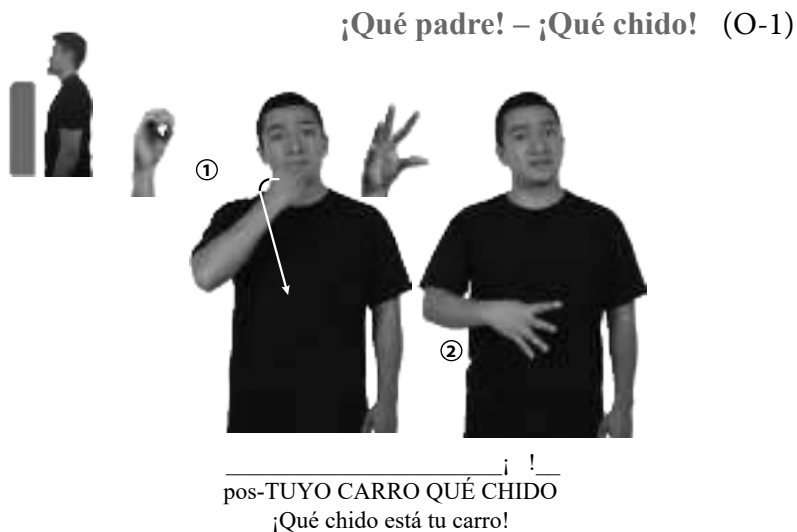 ¡Qué padre! – ¡Qué chido! (O-1)
①
②
¡ !
pos-TUYO CARRO QUÉ CHIDO
¡Qué chido está tu carro!